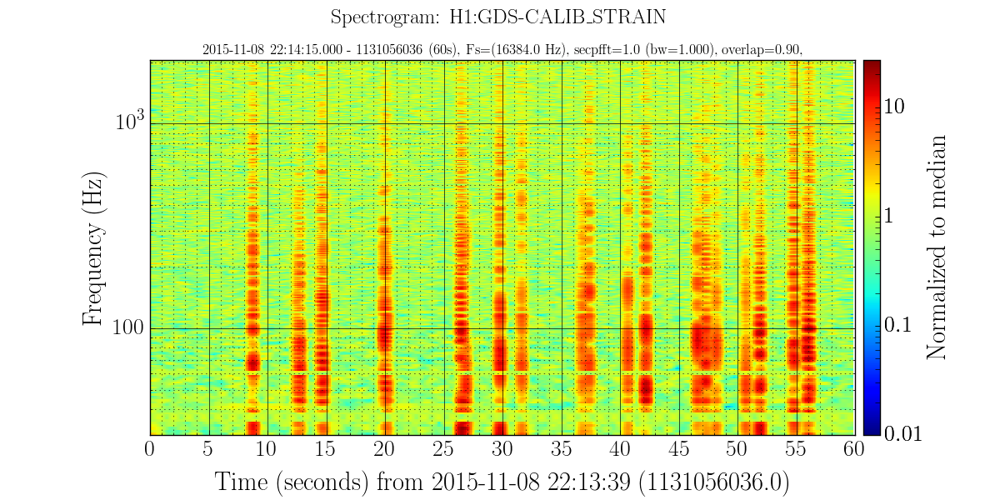 Spectrogram: H1:GDS-CALIB_STRAIN
2015-11-08 22:14:15.000 - 1131056036 (60s), Fs=(16384.0 Hz), secpfft=1.0 (bw=1.000), overlap=0.90,
Frequency (Hz)
10³
100
0 5 10 15 20 25 30 35 40 45 50 55 60
Time (seconds) from 2015-11-08 22:13:39 (1131056036.0)
10
1
0.1
0.01
Normalized to median